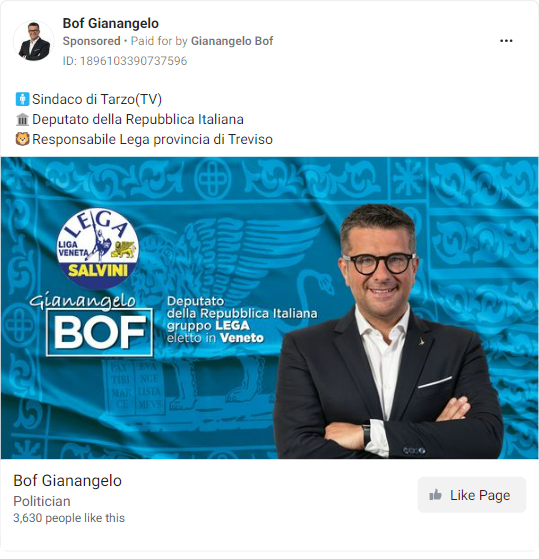 Bof Gianangelo
Sponsored • Paid for by Gianangelo Bof
ID: 1896103390737596
🚹Sindaco di Tarzo(TV)
🏛️Deputato della Repubblica Italiana
🦁Responsabile Lega provincia di Treviso
LEGA
LIGA
VENETA
SALVINI
Gianangelo
BOF
Deputato
della Repubblica Italiana
gruppo LEGA
eletto in Veneto
PAX
TIBI
MAR
CE
EVA
NGE
LISTA
MEVS
Bof Gianangelo
Politician
3,630 people like this
Like Page